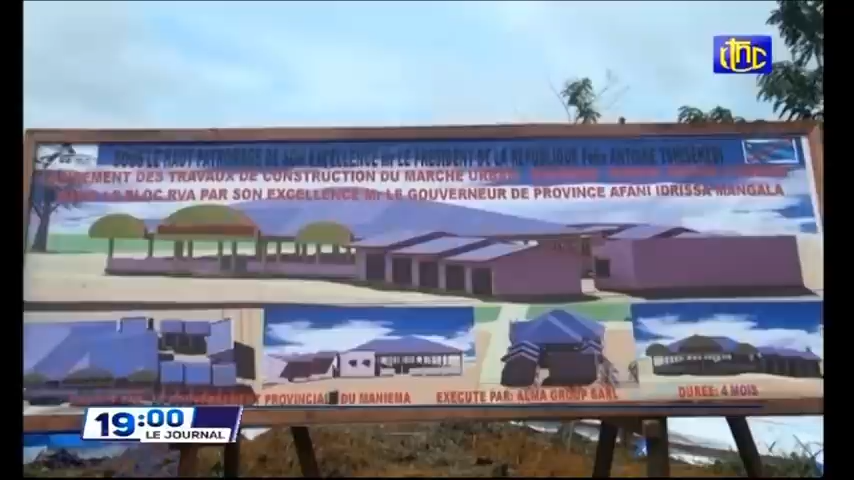 rtnc
SOUS LE HAUT PATRONAGE DE SON EXCELLENCE Mr LE PRESIDENT DE LA REPUBLIQUE Felix ANTOINE TSHISEKEDI
DES TRAVAUX DE CONSTRUCTION DU MARCHE URBAIN
BLOC RVA PAR SON EXCELLENCE Mr LE GOUVERNEUR DE PROVINCE AFANI IDRISSA MANGALA
PROVINCIAL DU MANIEMA EXECUTE PAR: ALMA GROUP SARL DUREE: 4 MOIS
19:00
LE JOURNAL